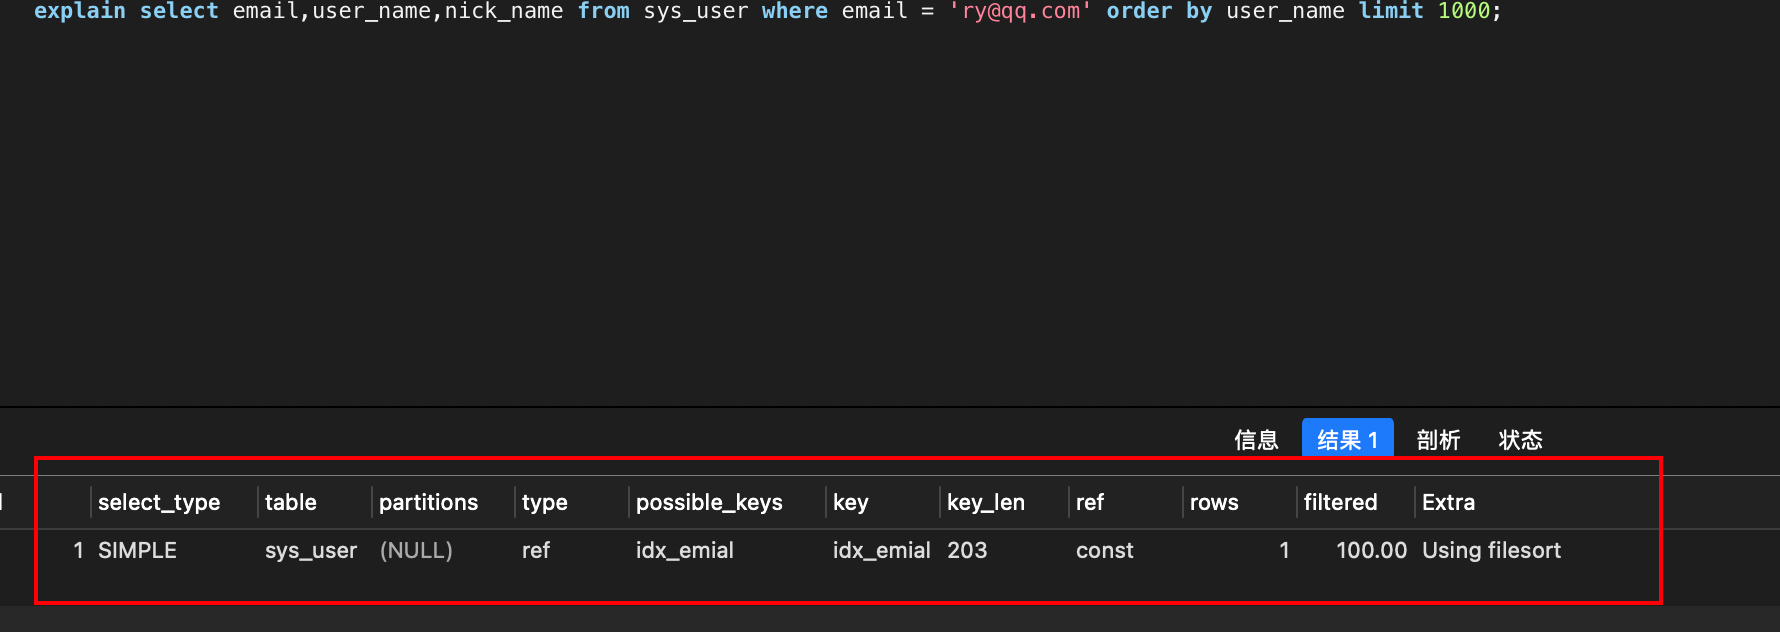 explain select email,user_name,nick_name from sys_user where email = 'ry@qq.com' order by user_name limit 1000;
信息 结果 1 剖析 状态
select_type table partitions type possible_keys key key_len ref rows filtered Extra
1 SIMPLE sys_user (NULL) ref idx_emial idx_emial 203 const 1 100.00 Using filesort